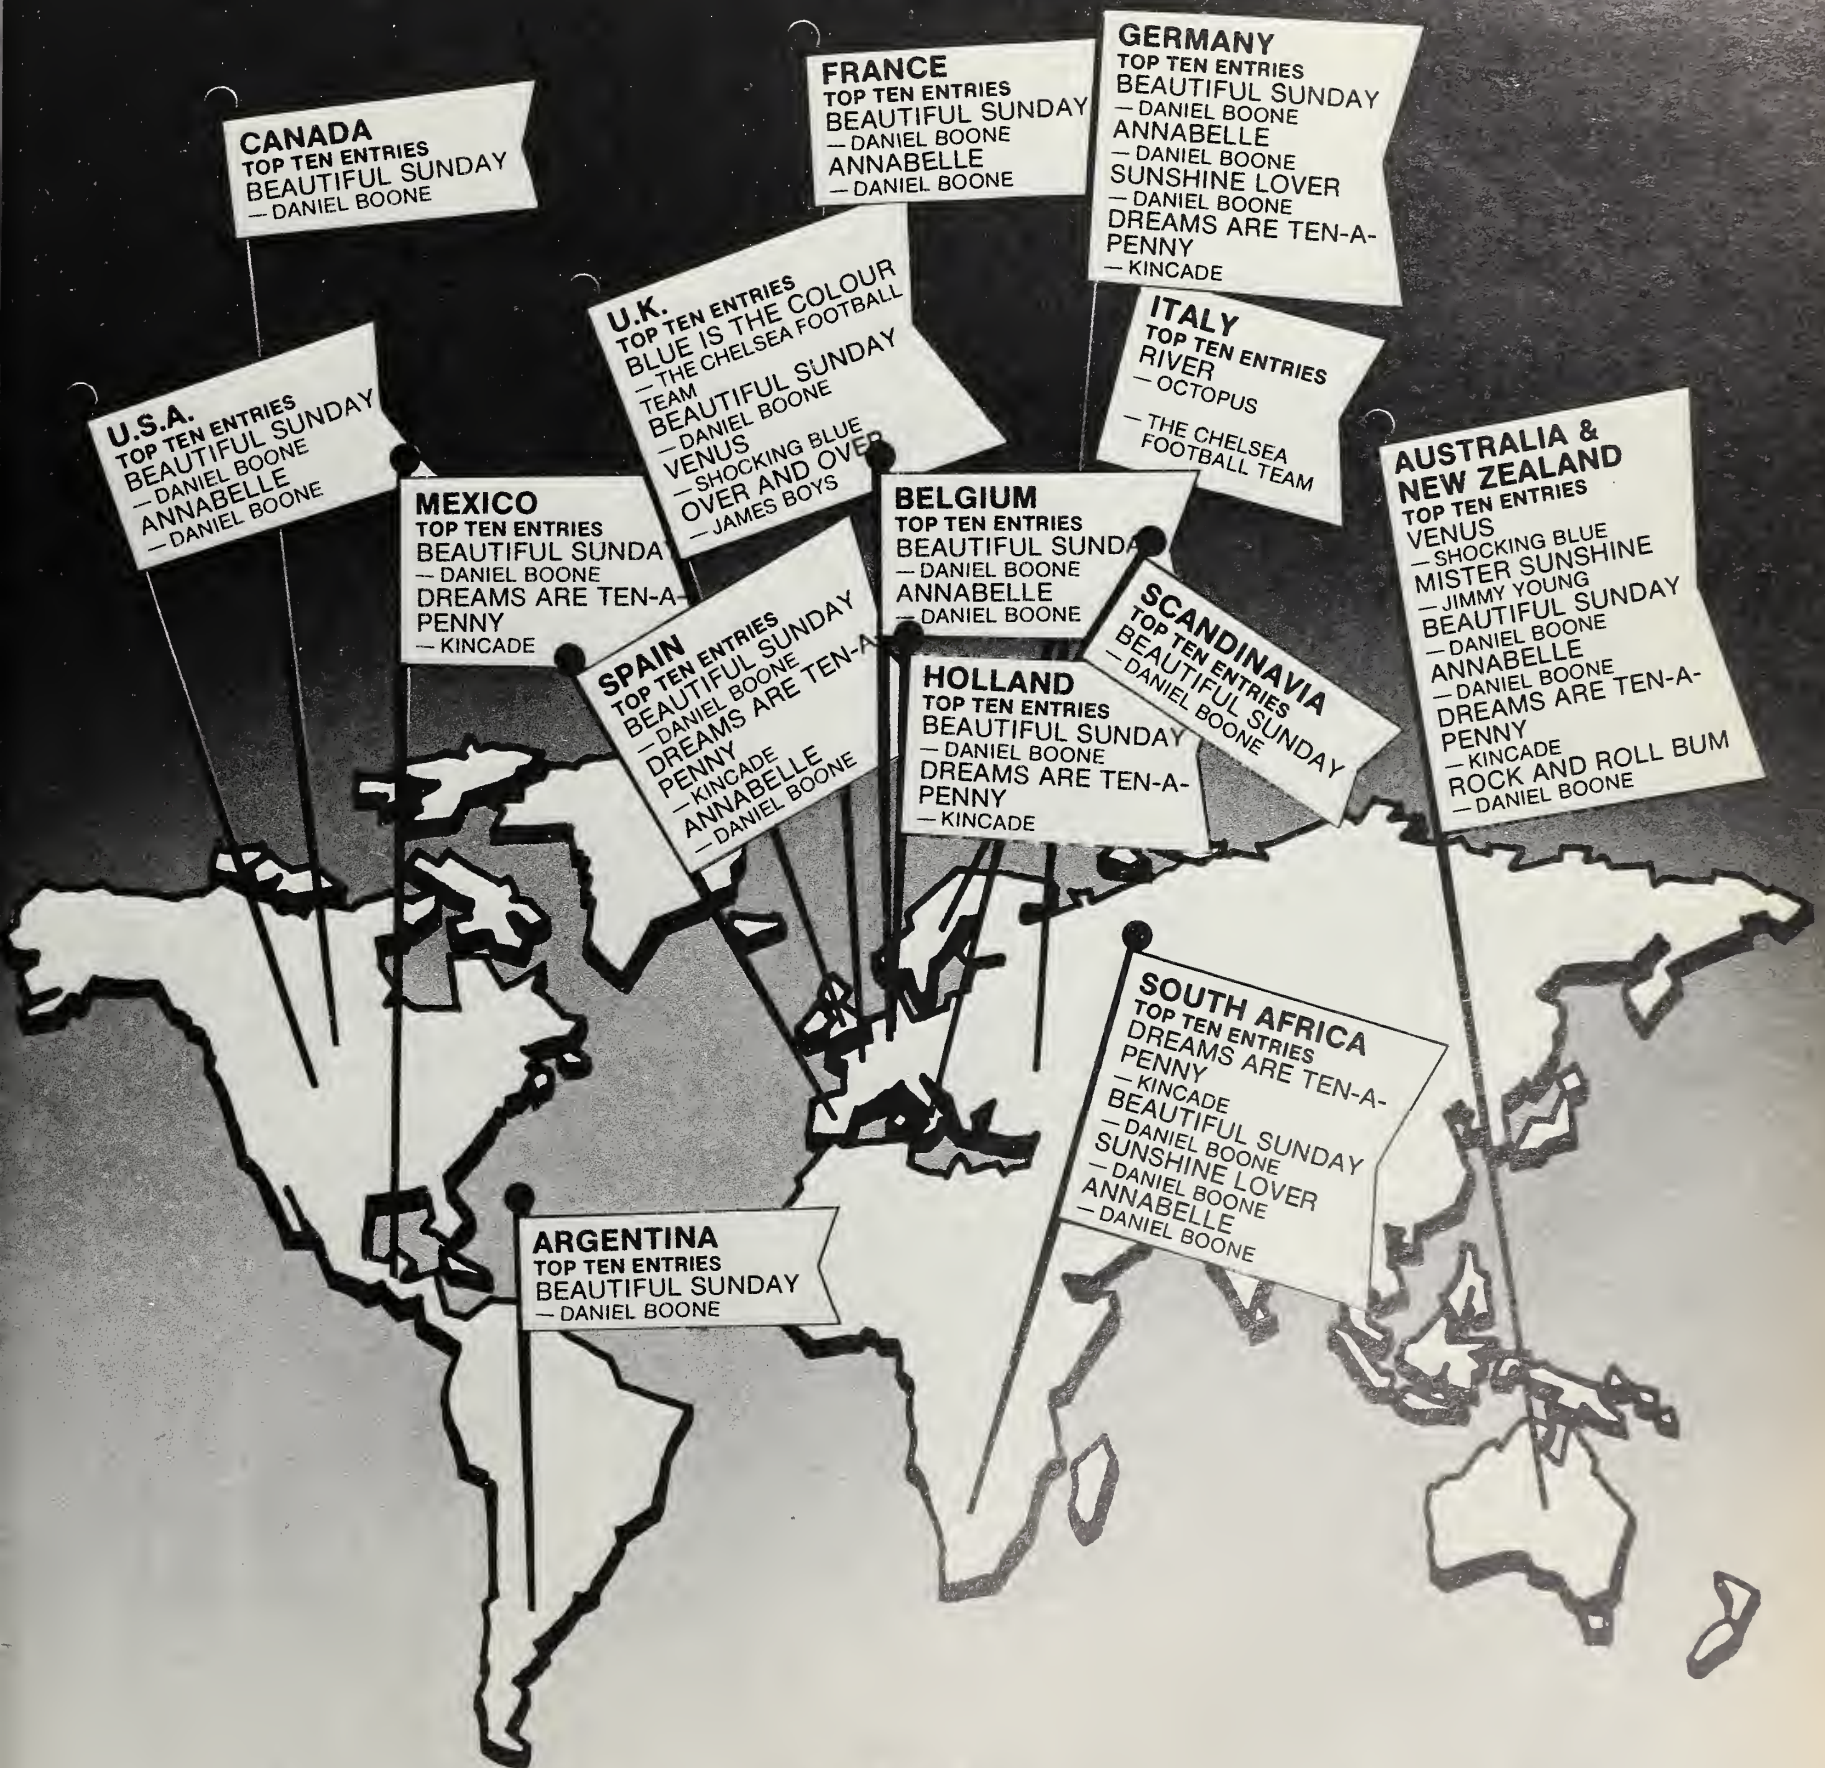 CANADA
TOP TEN ENTRIES
BEAUTIFUL SUNDAY
— DANIEL BOONE
FRANCE
TOP TEN ENTRIES
BEAUTIFUL SUNDAY
— DANIEL BOONE
ANNABELLE
— DANIEL BOONE
GERMANY
TOP TEN ENTRIES
BEAUTIFUL SUNDAY
— DANIEL BOONE
ANNABELLE
— DANIEL BOONE
SUNSHINE LOVER
— DANIEL BOONE
DREAMS ARE TEN-A-
PENNY
— KINCADE
U.S.A.
TOP TEN ENTRIES
BEAUTIFUL SUNDAY
— DANIEL BOONE
ANNABELLE
— DANIEL BOONE
U.K.
TOP TEN ENTRIES
BLUE IS THE COLOUR
— THE CHELSEA FOOTBALL
TEAM
BEAUTIFUL SUNDAY
— DANIEL BOONE
VENUS
— SHOCKING BLUE
OVER AND OVER
— JAMES BOYS
ITALY
TOP TEN ENTRIES
RIVER
— OCTOPUS
— THE CHELSEA
FOOTBALL TEAM
AUSTRALIA &
NEW ZEALAND
TOP TEN ENTRIES
VENUS
— SHOCKING BLUE
MISTER SUNSHINE
— JIMMY YOUNG
BEAUTIFUL SUNDAY
— DANIEL BOONE
ANNABELLE
— DANIEL BOONE
DREAMS ARE TEN-A-
PENNY
— KINCADE
ROCK AND ROLL BUM
— DANIEL BOONE
MEXICO
TOP TEN ENTRIES
BEAUTIFUL SUNDA
— DANIEL BOONE
DREAMS ARE TEN-A-
PENNY
— KINCADE
BELGIUM
TOP TEN ENTRIES
BEAUTIFUL SUNDA
— DANIEL BOONE
ANNABELLE
— DANIEL BOONE
SPAIN
TOP TEN ENTRIES
BEAUTIFUL SUNDAY
— DANIEL BOONE
DREAMS ARE TEN-A-
PENNY
— KINCADE
ANNABELLE
— DANIEL BOONE
HOLLAND
TOP TEN ENTRIES
BEAUTIFUL SUNDAY
— DANIEL BOONE
DREAMS ARE TEN-A-
PENNY
— KINCADE
SCANDINAVIA
TOP TEN ENTRIES
BEAUTIFUL SUNDAY
— DANIEL BOONE
SOUTH AFRICA
TOP TEN ENTRIES
DREAMS ARE TEN-A-
PENNY
— KINCADE
BEAUTIFUL SUNDAY
— DANIEL BOONE
SUNSHINE LOVER
— DANIEL BOONE
ANNABELLE
— DANIEL BOONE
ARGENTINA
TOP TEN ENTRIES
BEAUTIFUL SUNDAY
— DANIEL BOONE